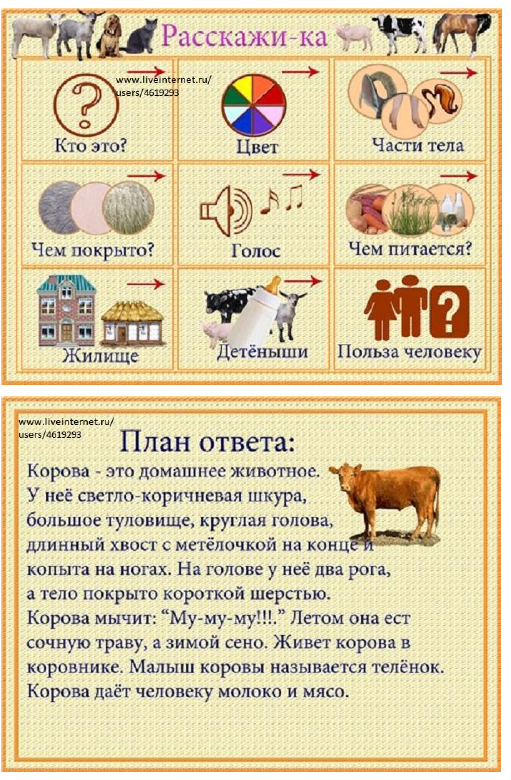 Расскажи-ка
www.liveinternet.ru/
users/4619293
Кто это?
Цвет
Части тела
Чем покрыто?
Голос
Чем питается?
Жилище
Детёныши
Польза человеку
www.liveinternet.ru/
users/4619293
План ответа:
Корова - это домашнее животное.
У неё светло-коричневая шкура,
большое туловище, круглая голова,
длинный хвост с метёлочкой на конце и
копыта на ногах. На голове у неё два рога,
а тело покрыто короткой шерстью.
Корова мычит: “Му-му-му!!!.” Летом она ест
сочную траву, а зимой сено. Живет корова в
коровнике. Малыш коровы называется телёнок.
Корова даёт человеку молоко и мясо.